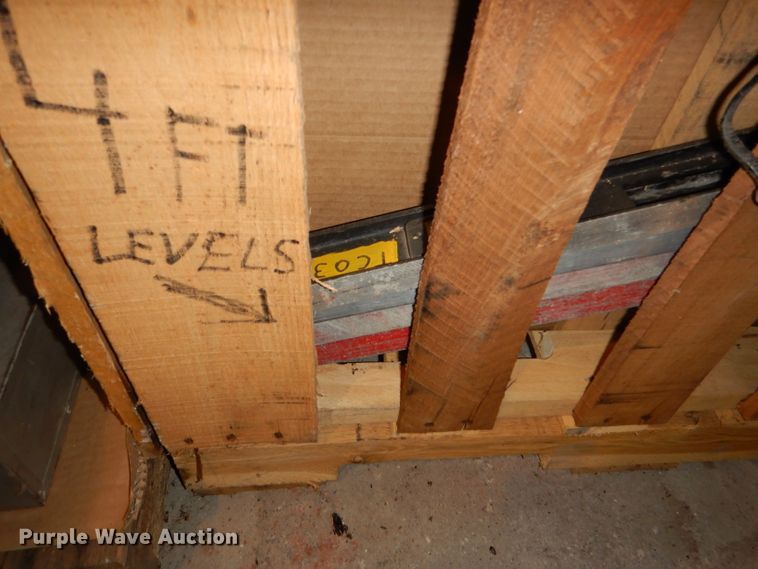 4 FT
LEVELS
TC03
Purple Wave Auction